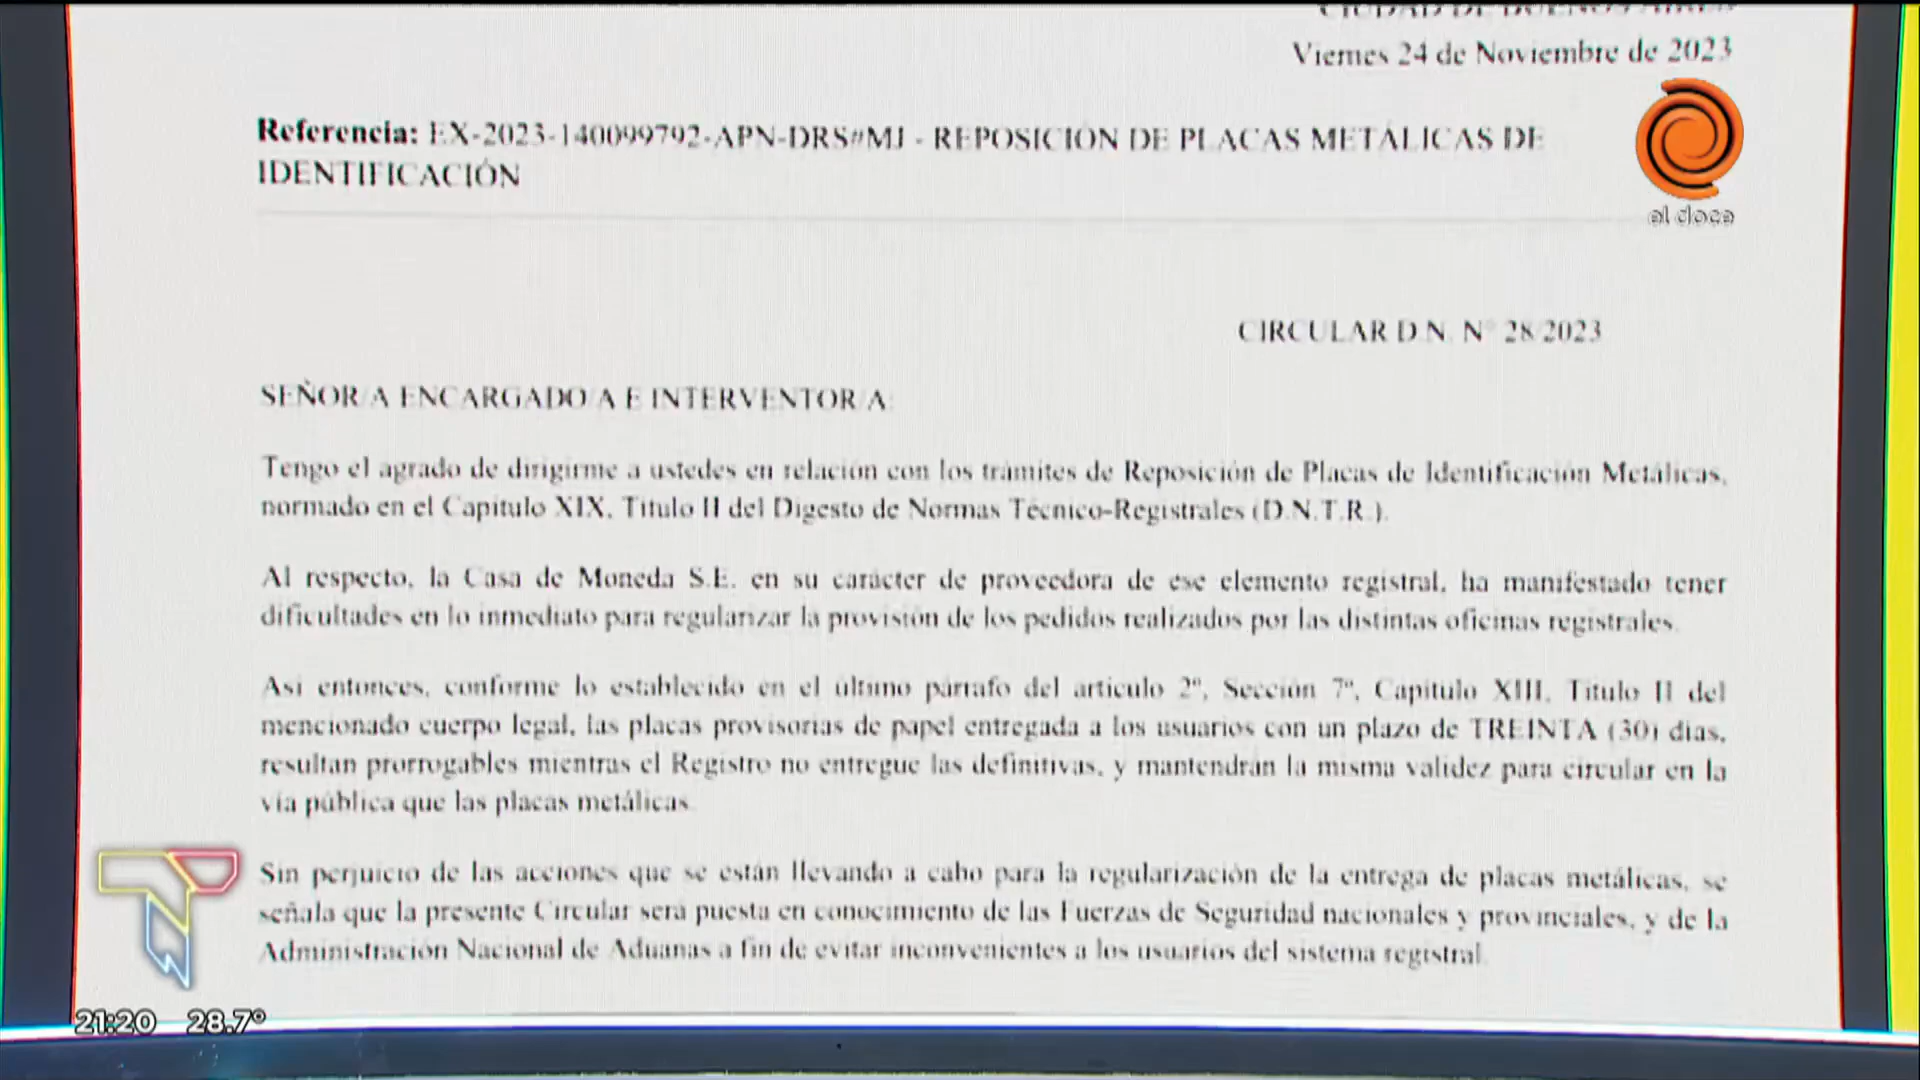 CIUDAD DE BUENOS AIRES
Viernes 24 de Noviembre de 2023
Referencia: EX-2023-140099792-APN-DRS#MJ - REPOSICIÓN DE PLACAS METÁLICAS DE
IDENTIFICACIÓN
el doce
CIRCULAR D.N. N° 28/2023
SEÑOR/A ENCARGADO/A E INTERVENTOR/A:
Tengo el agrado de dirigirme a ustedes en relación con los trámites de Reposición de Placas de Identificación Metálicas,
normado en el Capítulo XIX, Título II del Digesto de Normas Técnico-Registrales (D.N.T.R.).
Al respecto, la Casa de Moneda S.E. en su carácter de proveedora de ese elemento registral, ha manifestado tener
dificultades en lo inmediato para regularizar la provisión de los pedidos realizados por las distintas oficinas registrales.
Así entonces, conforme lo establecido en el último párrafo del artículo 2º, Sección 7ª, Capítulo XIII, Título II del
mencionado cuerpo legal, las placas provisorias de papel entregada a los usuarios con un plazo de TREINTA (30) días,
resultan prorrogables mientras el Registro no entregue las definitivas, y mantendrán la misma validez para circular en la
vía pública que las placas metálicas.
Sin perjuicio de las acciones que se están llevando a cabo para la regularización de la entrega de placas metálicas, se
señala que la presente Circular será puesta en conocimiento de las Fuerzas de Seguridad nacionales y provinciales, y de la
Administración Nacional de Aduanas a fin de evitar inconvenientes a los usuarios del sistema registral.
TN
21:20 28.7°